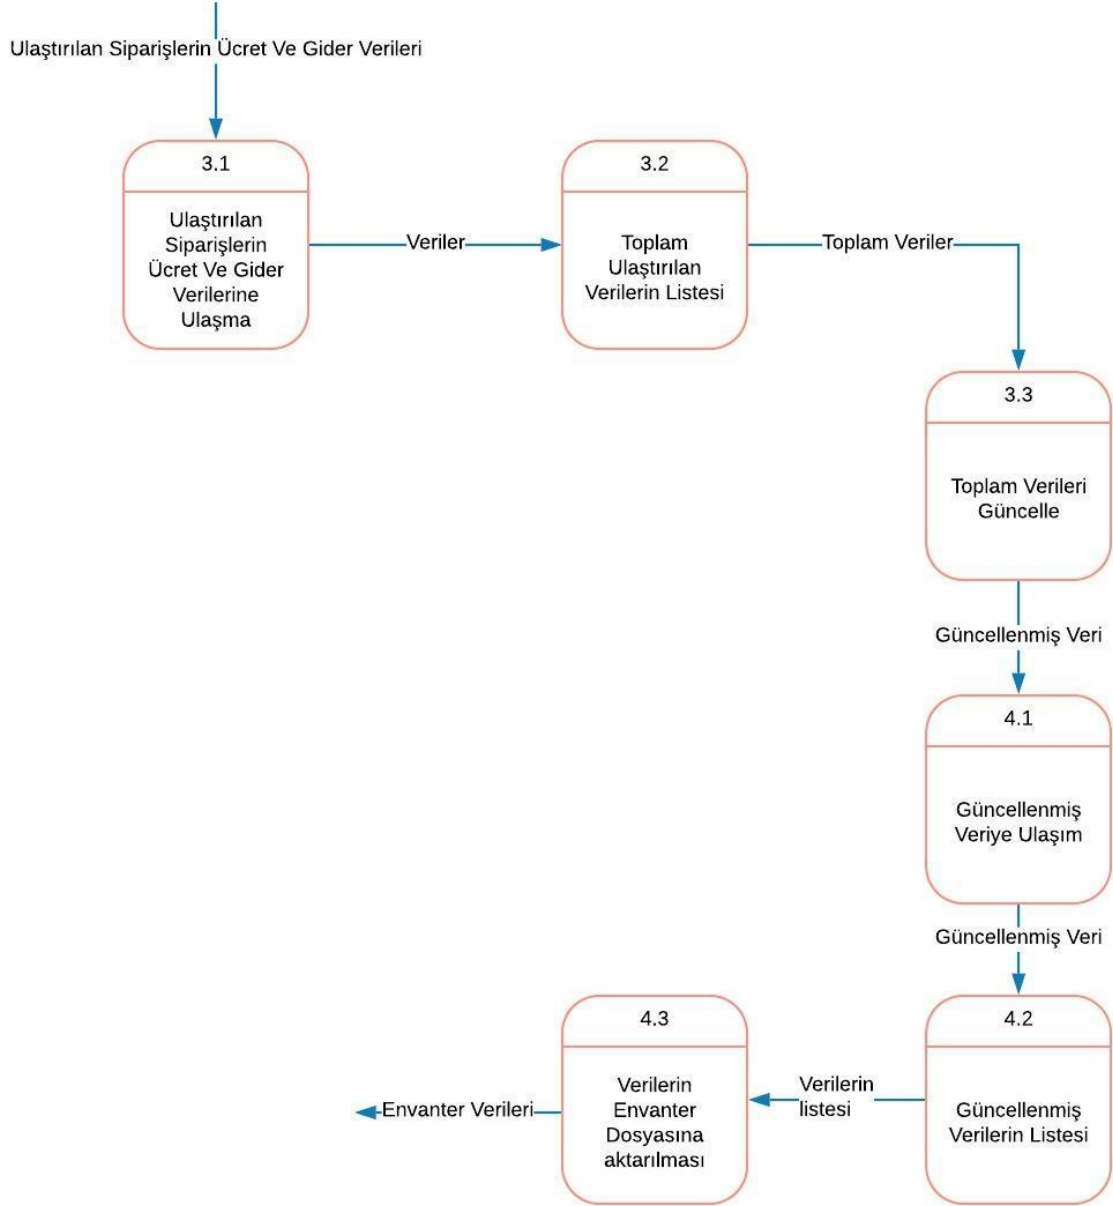 Ulaştırılan Siparişlerin Ücret Ve Gider Verileri
3.1
Ulaştırılan
Siparişlerin
Ücret Ve Gider
Verilerine
Ulaşma
Veriler
3.2
Toplam
Ulaştırılan
Verilerin Listesi
Toplam Veriler
3.3
Toplam Verileri
Güncelle
Güncellenmiş Veri
4.1
Güncellenmiş
Veriye Ulaşım
Güncellenmiş Veri
4.2
Güncellenmiş
Verilerin Listesi
Verilerin
listesi
4.3
Verilerin
Envanter
Dosyasına
aktarılması
Envanter Verileri